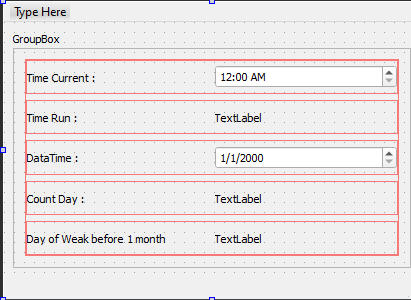 Type Here
GroupBox
Time Current : 12:00 AM
Time Run : TextLabel
DataTime : 1/1/2000
Count Day : TextLabel
Day of Weak before 1 month TextLabel